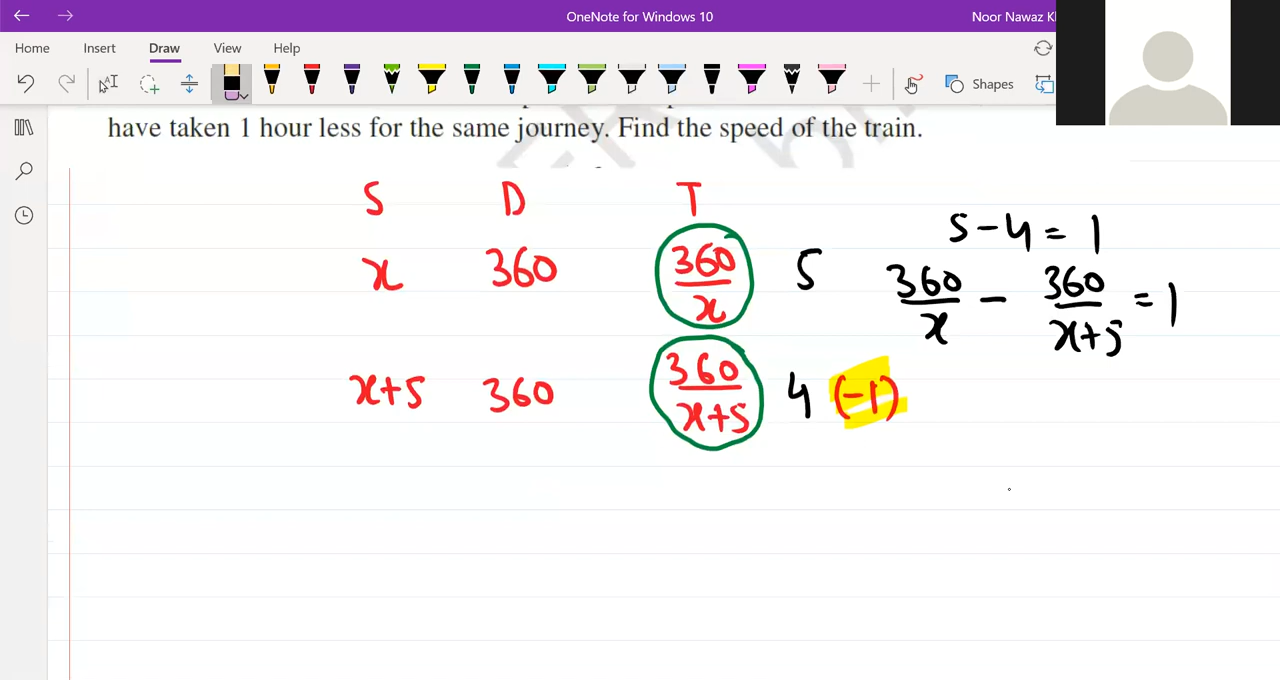 OneNote for Windows 10
Noor Nawaz
Home Insert Draw View Help
Shapes
have taken 1 hour less for the same journey. Find the speed of the train.
S D T
5 - 4 = 1
x 360 360/x 5
360/x - 360/x+5 = 1
x+5 360 360/x+5 4 (-1)